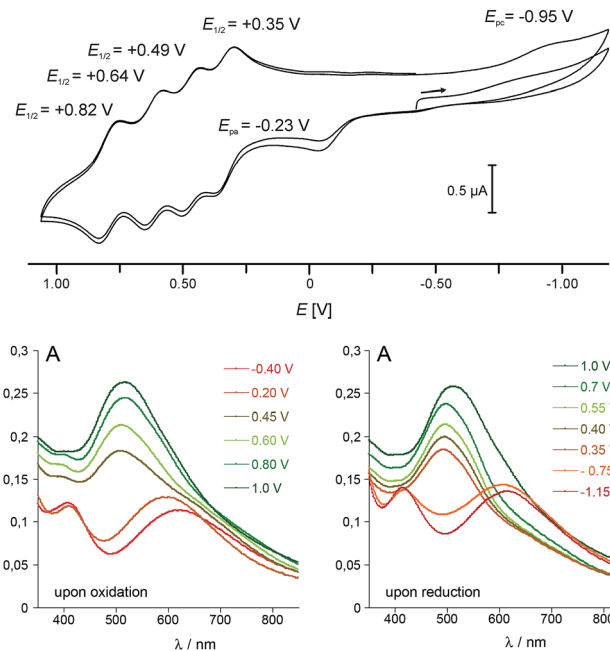 E1/2 = +0.35 V
Epc = -0.95 V
E1/2 = +0.49 V
E1/2 = +0.64 V
E1/2 = +0.82 V
Epa = -0.23 V
0.5 µA
1.00 0.50 0 -0.50 -1.00
E [V]
0,3
0,25
0,2
0,15
0,1
0,05
0
A
-0.40 V
0.20 V
0.45 V
0.60 V
0.80 V
1.0 V
upon oxidation
400 500 600 700 800
λ / nm
0,3
0,25
0,2
0,15
0,1
0,05
0
A
1.0 V
0.7 V
0.55 V
0.40 V
0.35 V
- 0.75
-1.15
upon reduction
400 500 600 700 800
λ / nm